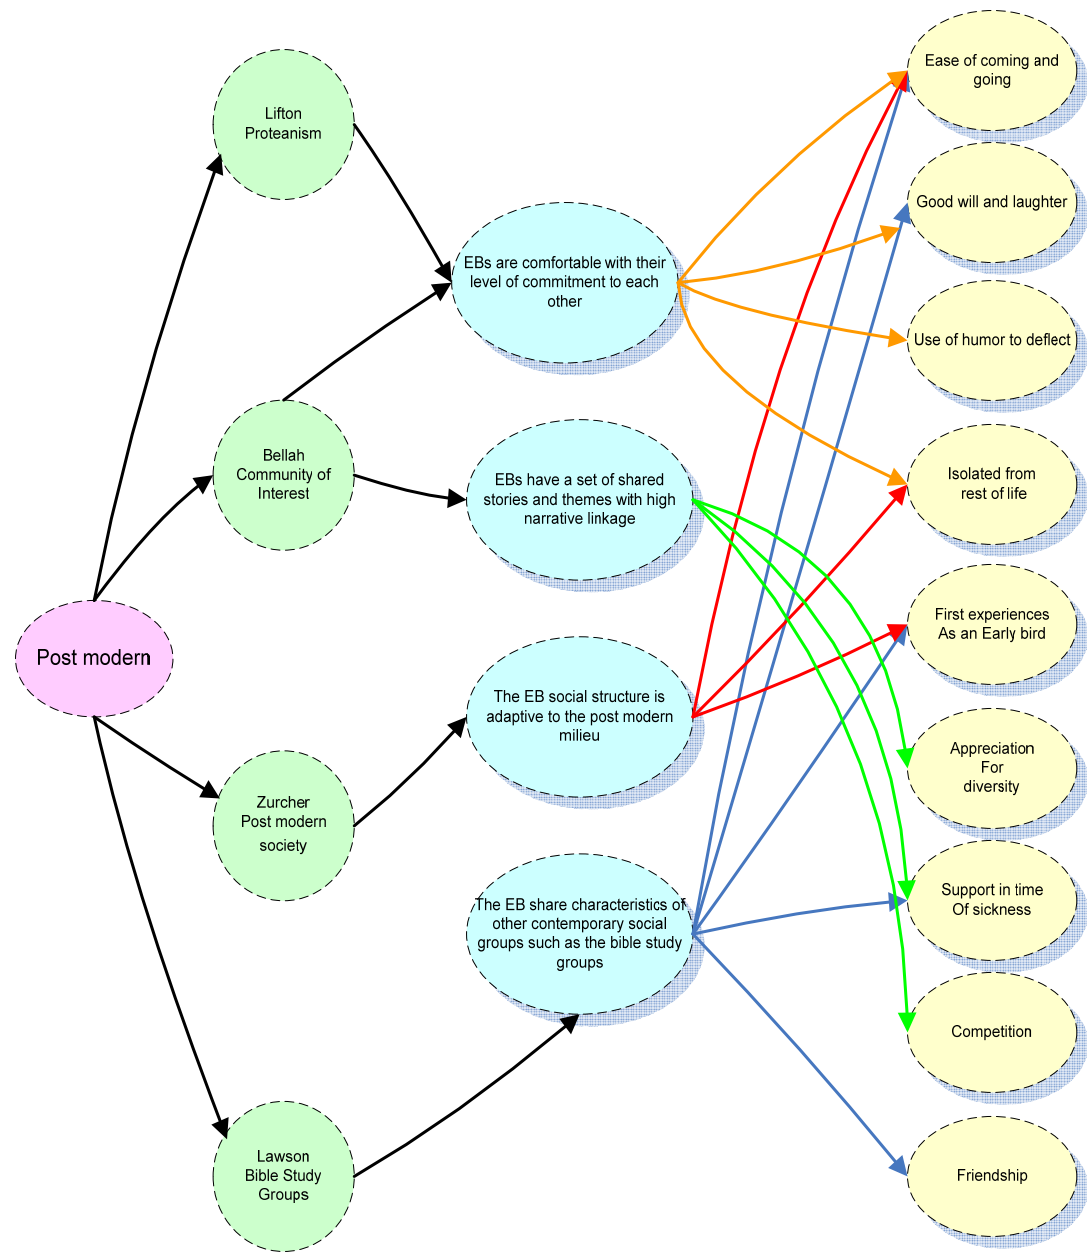 Post modern
Lifton
Proteanism
Bellah
Community of
Interest
Zurcher
Post modern
society
Lawson
Bible Study
Groups
EBs are comfortable with their
level of commitment to each
other
EBs have a set of shared
stories and themes with high
narrative linkage
The EB social structure is
adaptive to the post modern
milieu
The EB share characteristics of
other contemporary social
groups such as the bible study
groups
Ease of coming and
going
Good will and laughter
Use of humor to deflect
Isolated from
rest of life
First experiences
As an Early bird
Appreciation
For
diversity
Support in time
Of sickness
Competition
Friendship